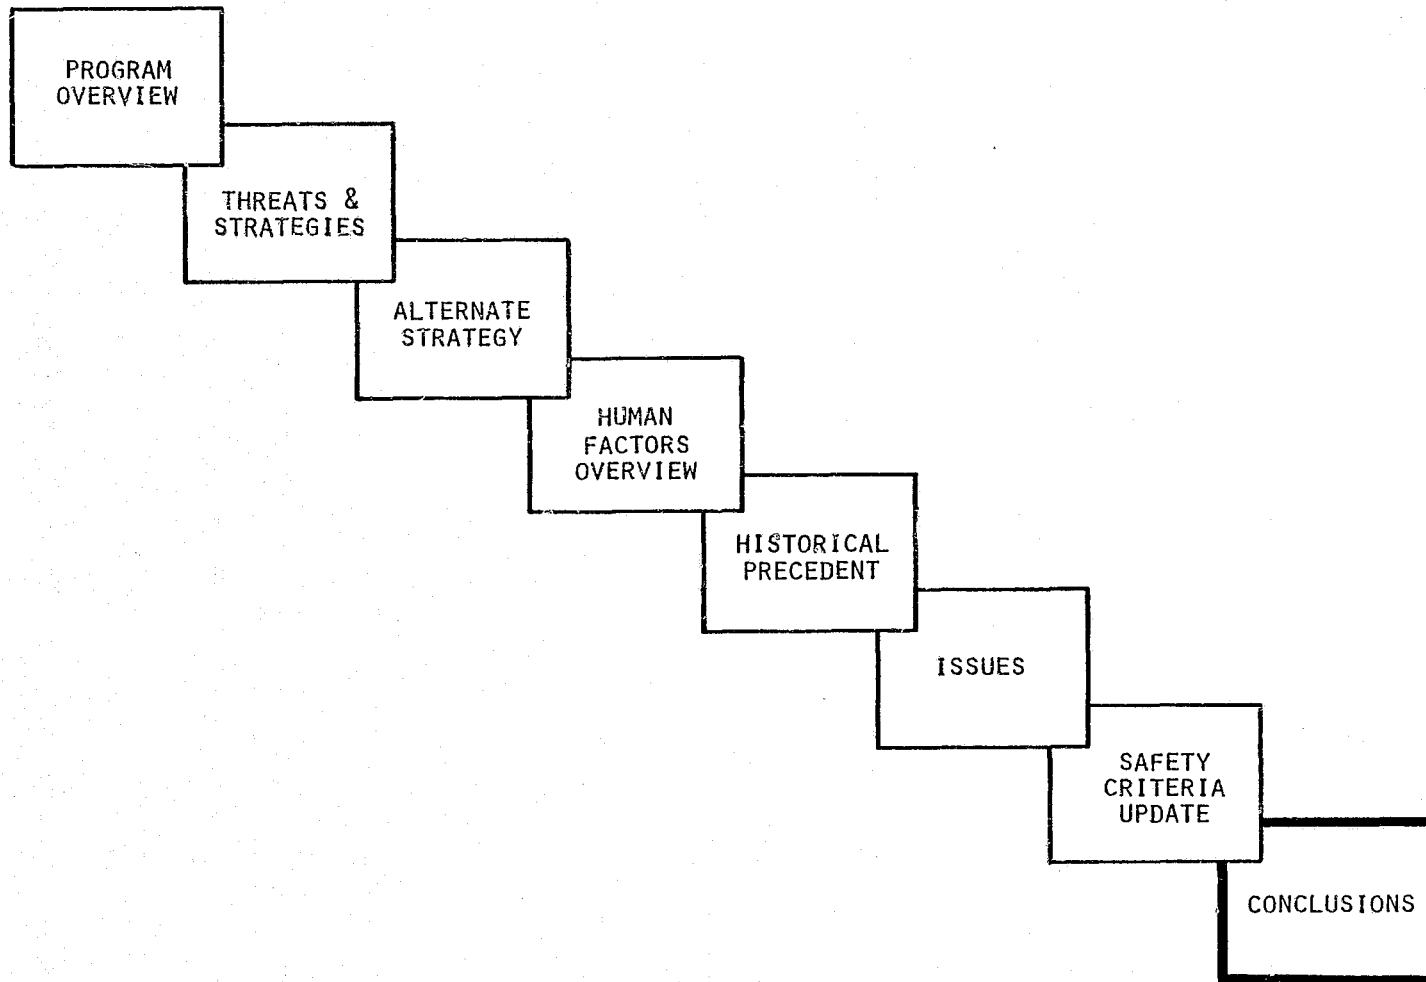 PROGRAM
OVERVIEW
THREATS &
STRATEGIES
ALTERNATE
STRATEGY
HUMAN
FACTORS
OVERVIEW
HISTORICAL
PRECEDENT
ISSUES
SAFETY
CRITERIA
UPDATE
CONCLUSIONS